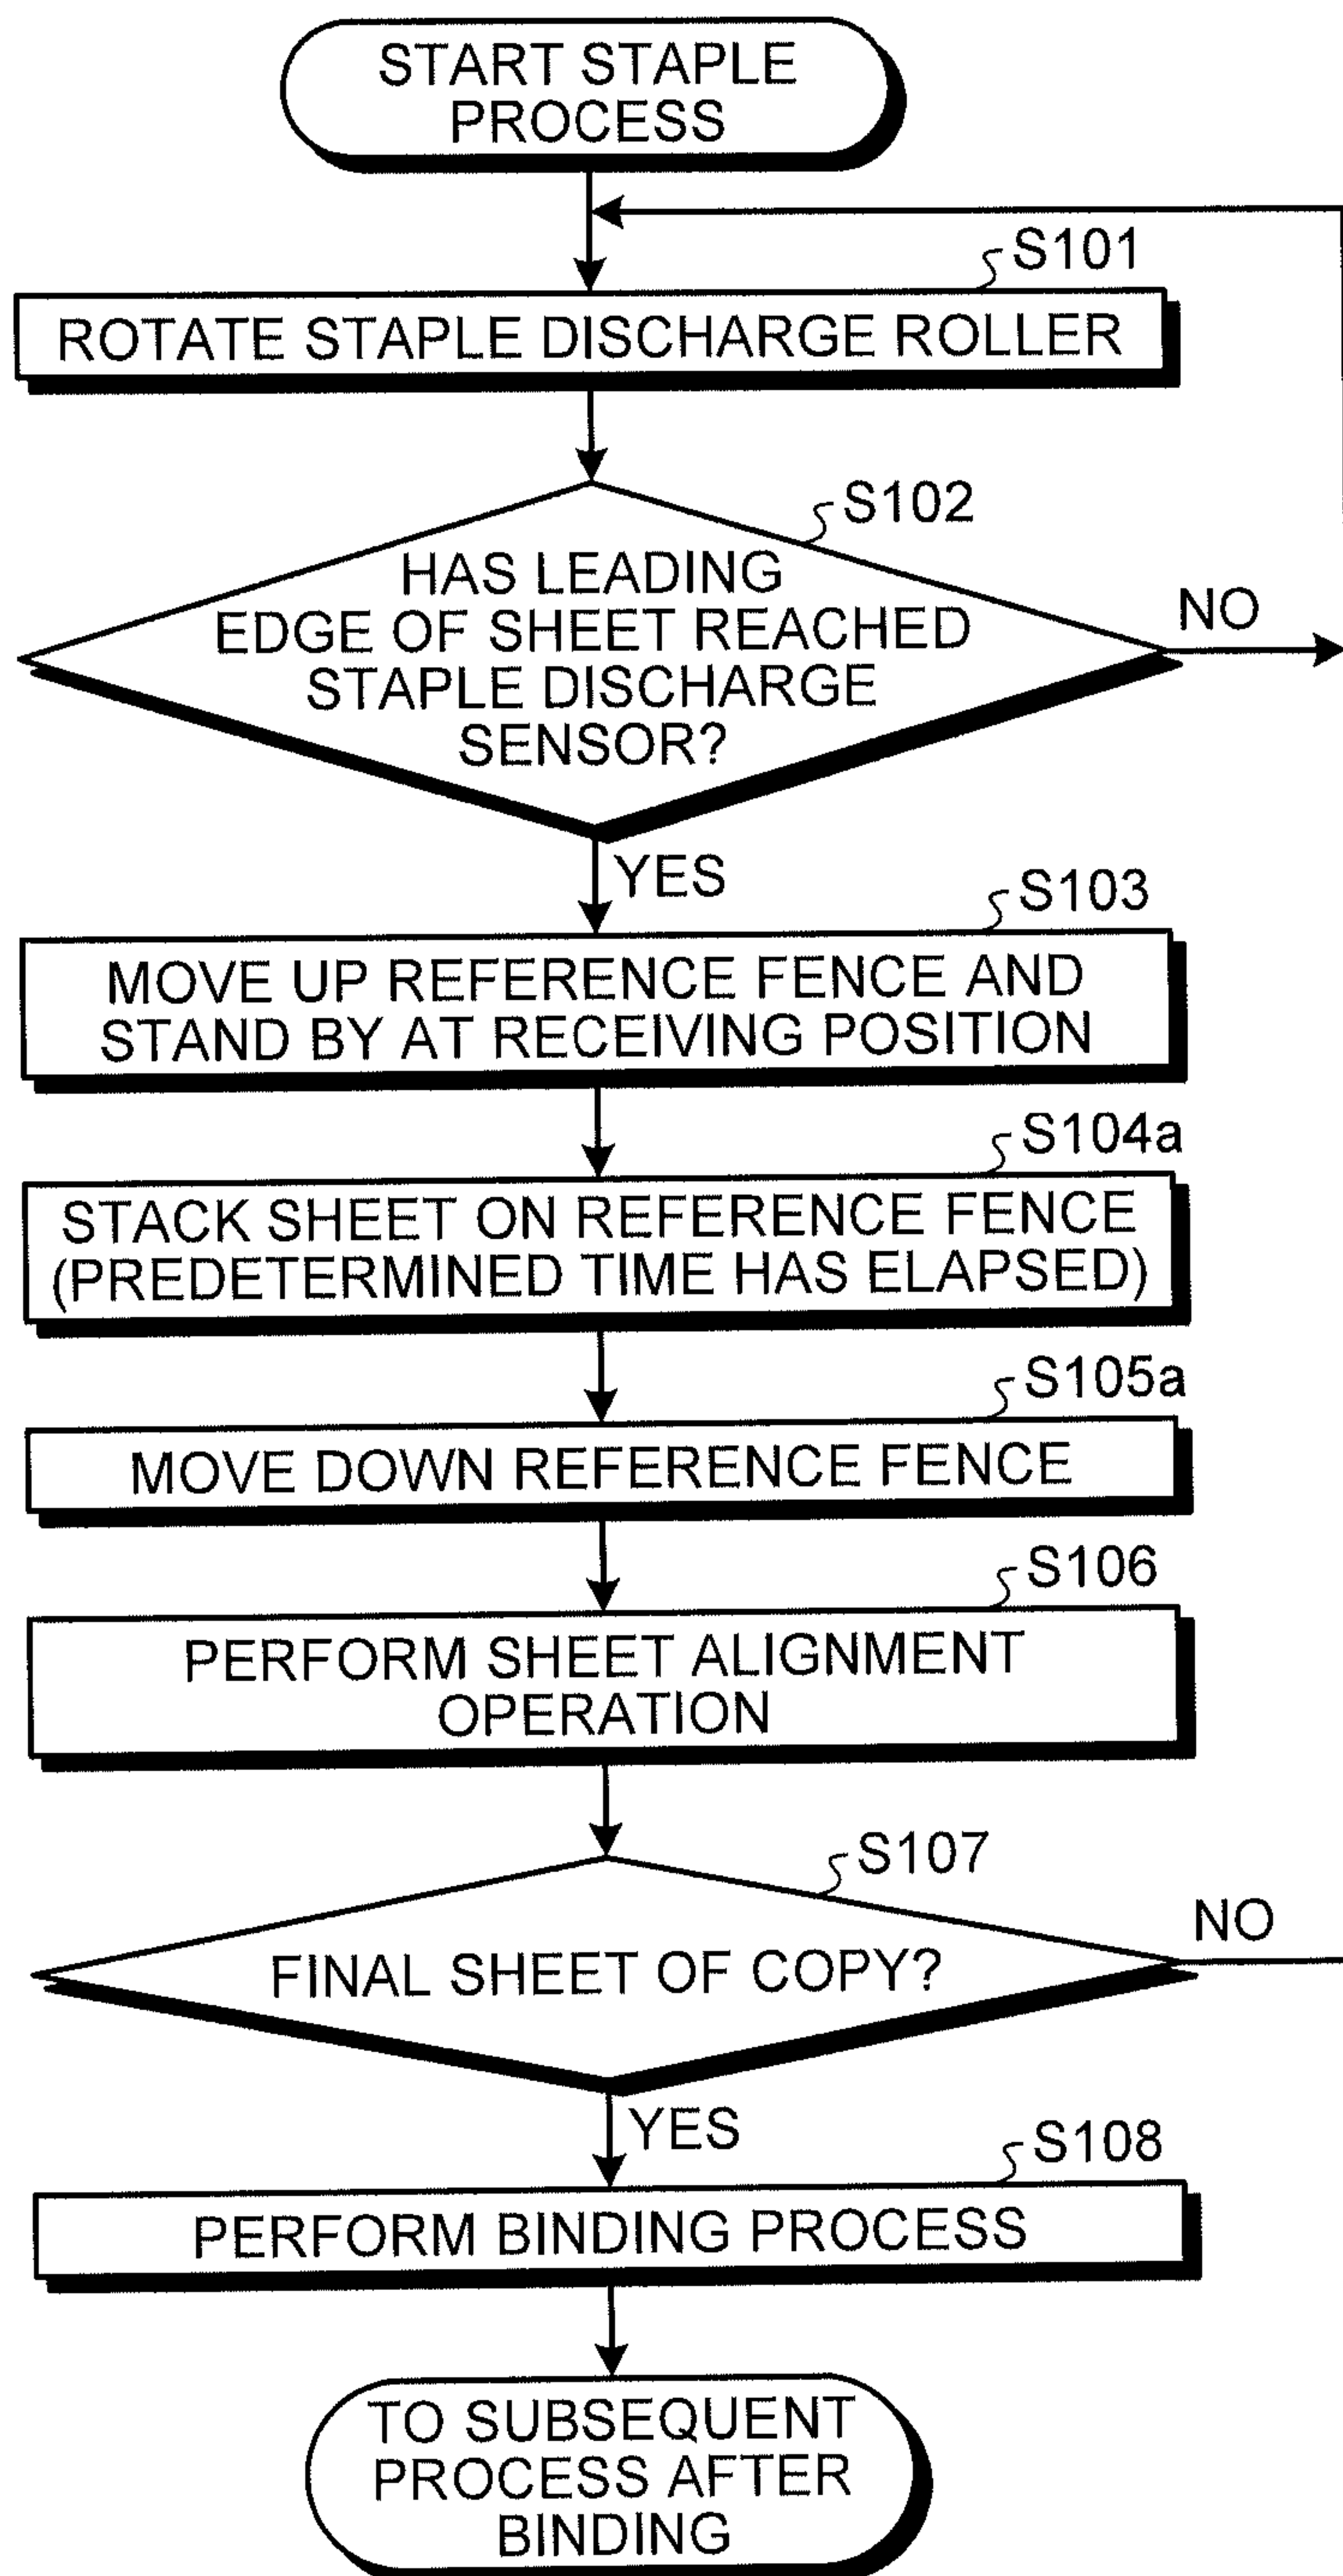 START STAPLE
PROCESS
S101
ROTATE STAPLE DISCHARGE ROLLER
S102
HAS LEADING
EDGE OF SHEET REACHED
STAPLE DISCHARGE
SENSOR?
NO
YES
S103
MOVE UP REFERENCE FENCE AND
STAND BY AT RECEIVING POSITION
S104a
STACK SHEET ON REFERENCE FENCE
(PREDETERMINED TIME HAS ELAPSED)
S105a
MOVE DOWN REFERENCE FENCE
S106
PERFORM SHEET ALIGNMENT
OPERATION
S107
FINAL SHEET OF COPY?
NO
YES
S108
PERFORM BINDING PROCESS
TO SUBSEQUENT
PROCESS AFTER
BINDING